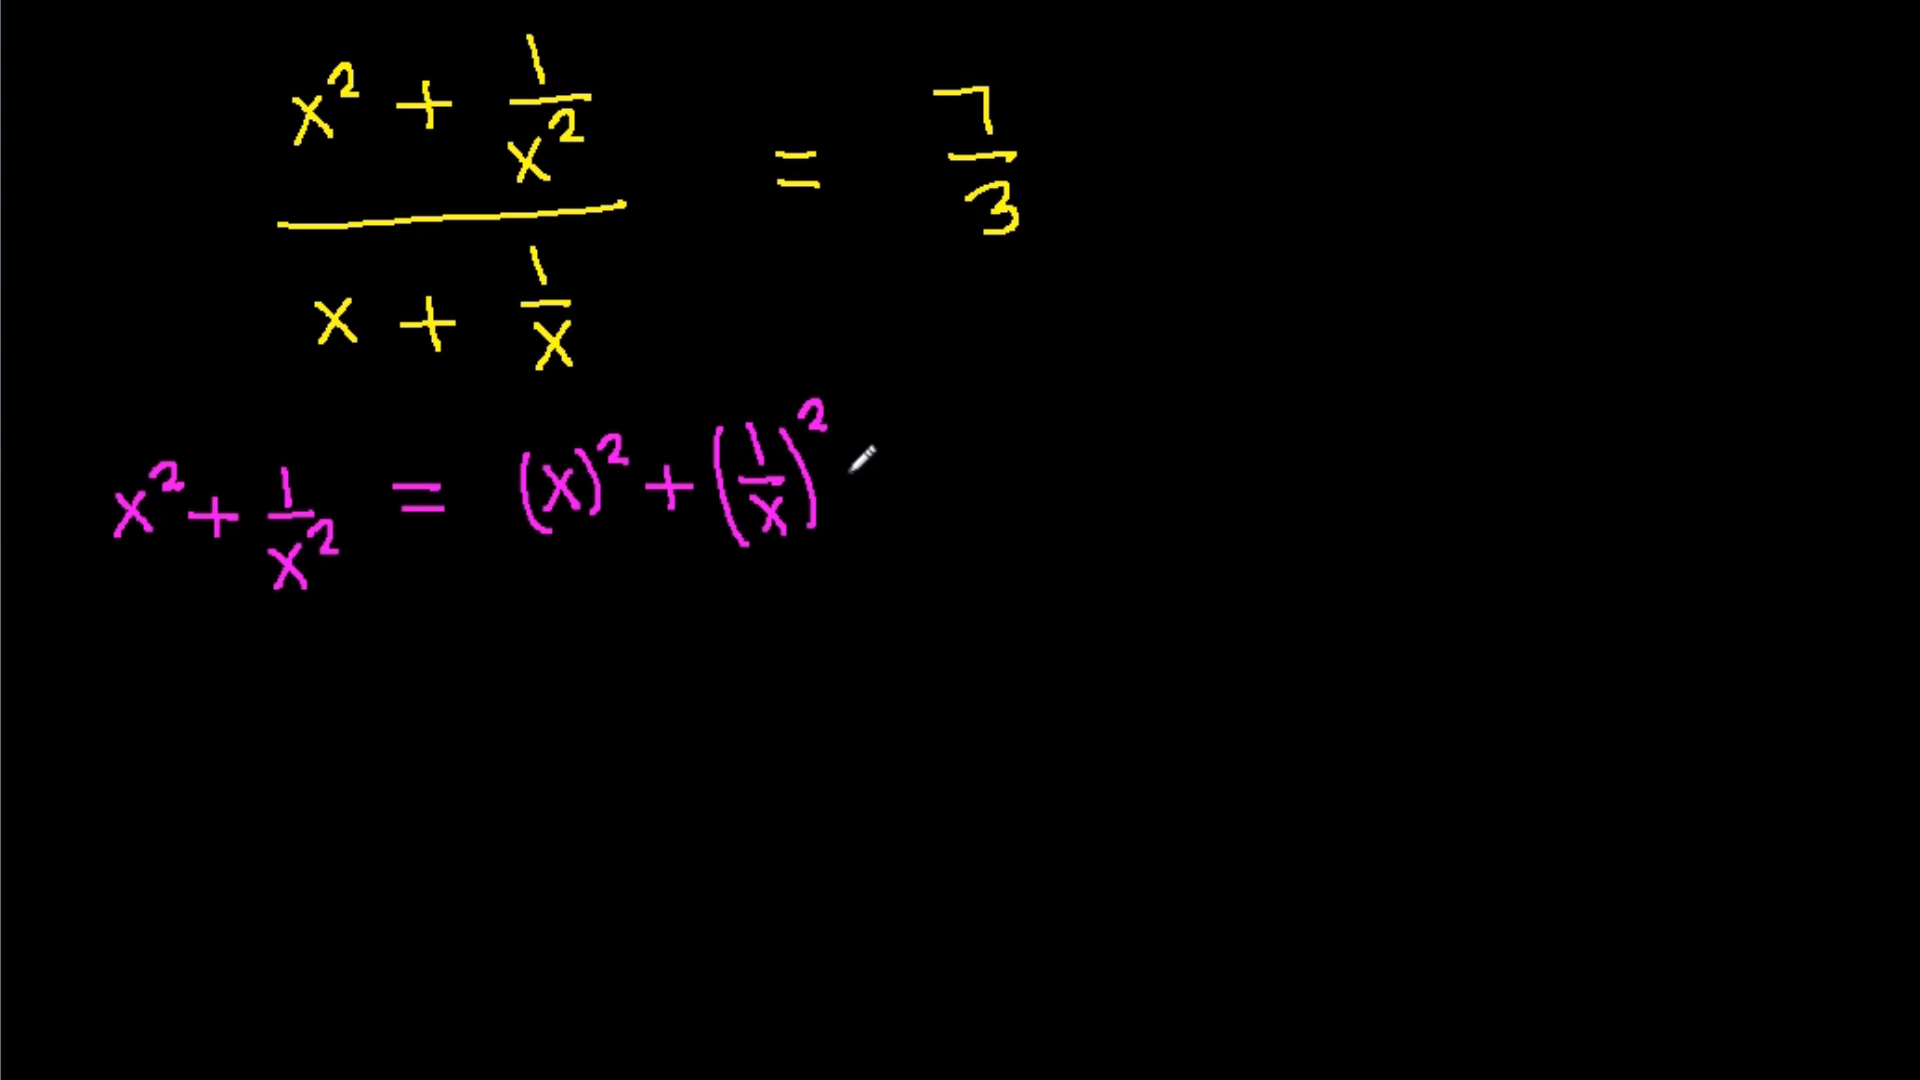 x² + 1/x²
———— = 7/3
x + 1/x
x² + 1/x² = (x)² + (1/x)²